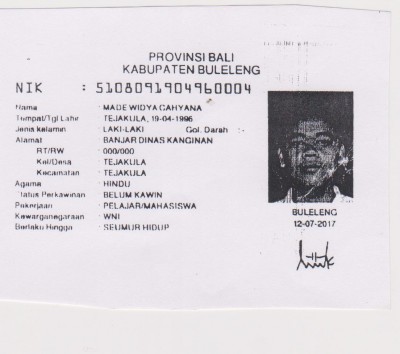 PROVINSI BALI
KABUPATEN BULELENG
NIK : 5108091904960004
Nama : MADE WIDYA CAHYANA
Tempat/Tgl Lahir : TEJAKULA, 19-04-1996
Jenis kelamin : LAKI-LAKI Gol. Darah : -
Alamat : BANJAR DINAS KANGINAN
RT/RW : 000/000
Kel/Desa : TEJAKULA
Kecamatan : TEJAKULA
Agama : HINDU
Status Perkawinan : BELUM KAWIN
Pekerjaan : PELAJAR/MAHASISWA
Kewarganegaraan : WNI
Berlaku Hingga : SEUMUR HIDUP
BULELENG
12-07-2017